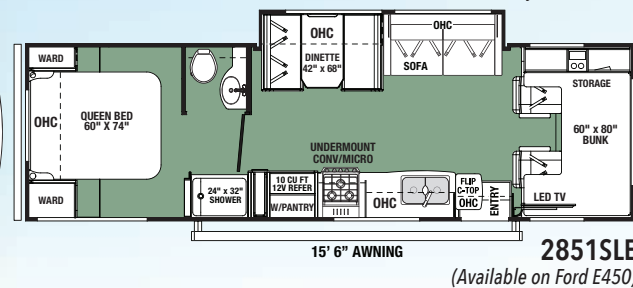 WARD
OHC
QUEEN BED
60" X 74"
WARD
24" x 32"
SHOWER
OHC
DINETTE
42" x 68"
OHC
SOFA
STORAGE
60" x 80"
BUNK
LED TV
UNDERMOUNT
CONV/MICRO
10 CU FT
12V REFER
W/PANTRY
OHC
FLIP
C-TOP
OHC
ENTRY
15' 6" AWNING
2851SLE
(Available on Ford E450)